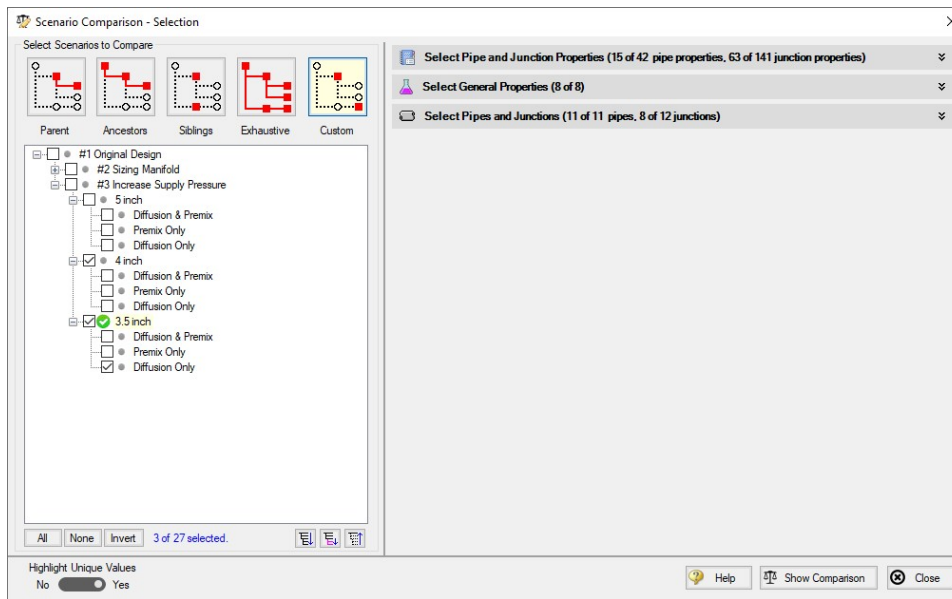 Scenario Comparison - Selection
Select Scenarios to Compare
Parent Ancestors Siblings Exhaustive Custom
#1 Original Design
#2 Sizing Manifold
#3 Increase Supply Pressure
5 inch
Diffusion & Premix
Premix Only
Diffusion Only
4 inch
Diffusion & Premix
Premix Only
Diffusion Only
3.5 inch
Diffusion & Premix
Premix Only
Diffusion Only
All None Invert 3 of 27 selected.
Select Pipe and Junction Properties (15 of 42 pipe properties, 63 of 141 junction properties)
Select General Properties (8 of 8)
Select Pipes and Junctions (11 of 11 pipes, 8 of 12 junctions)
Highlight Unique Values
No Yes
Help Show Comparison Close